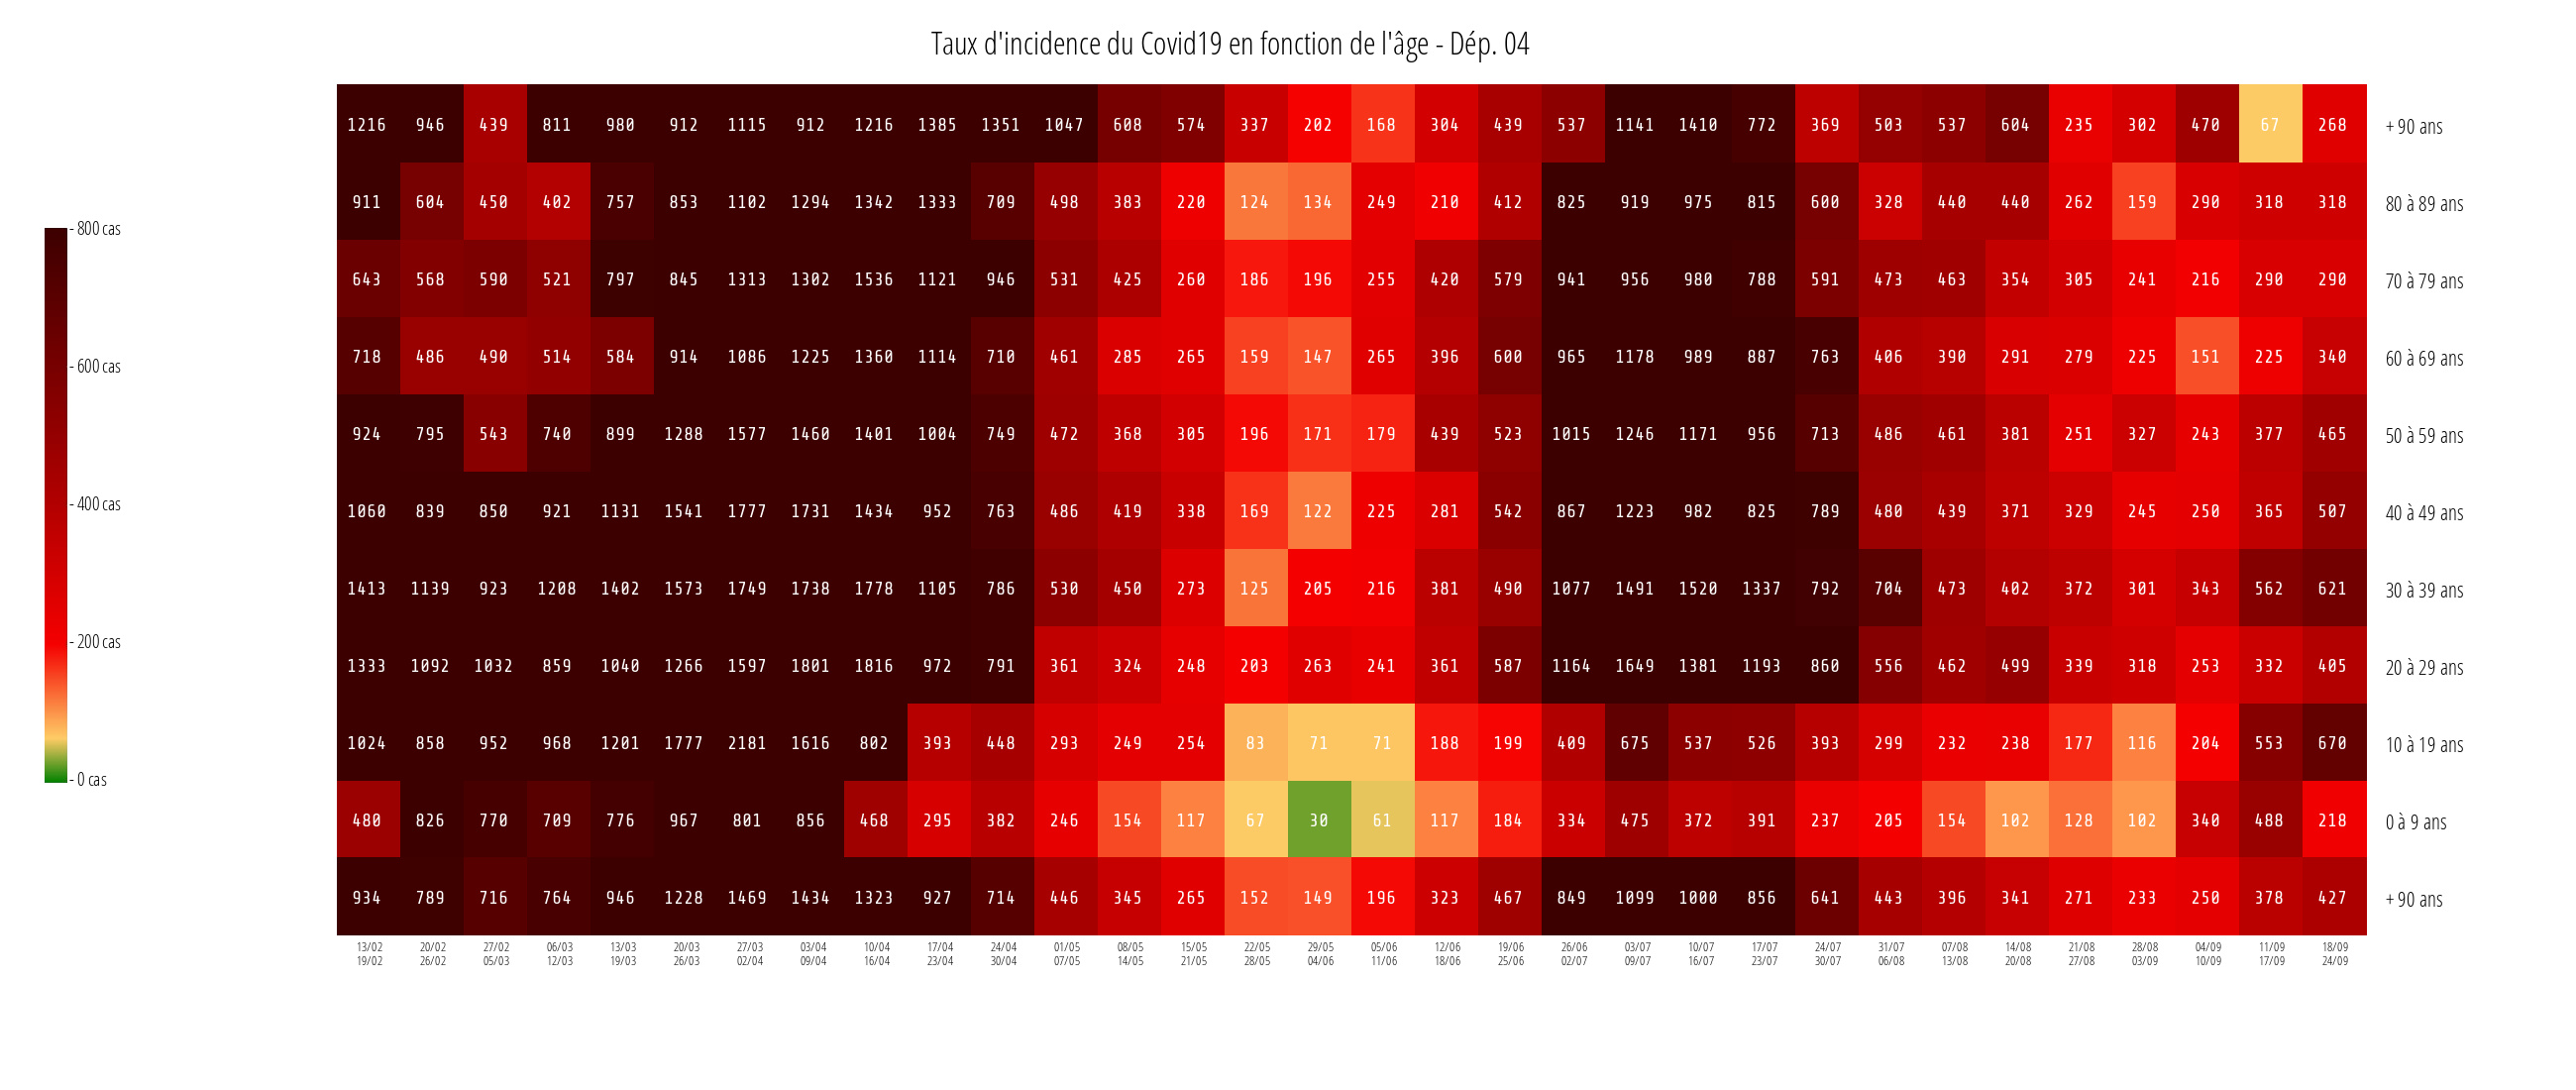 Taux d'incidence du Covid19 en fonction de l'âge - Dép. 04
1216 946 439 811 980 912 1115 912 1216 1385 1351 1047 608 574 337 202 168 304 439 537 1141 1410 772 369 503 537 604 235 302 470 67 268 + 90 ans
911 604 450 402 757 853 1102 1294 1342 1333 709 498 383 220 124 134 249 210 412 825 919 975 815 600 328 440 440 262 159 290 318 318 80 à 89 ans
- 800 cas
643 568 590 521 797 845 1313 1302 1536 1121 946 531 425 260 186 196 255 420 579 941 956 980 788 591 473 463 354 305 241 216 290 290 70 à 79 ans
718 486 490 514 584 914 1086 1225 1360 1114 710 461 285 265 159 147 265 396 600 965 1178 989 887 763 406 390 291 279 225 151 225 340 60 à 69 ans
- 600 cas
924 795 543 740 899 1288 1577 1460 1401 1004 749 472 368 305 196 171 179 439 523 1015 1246 1171 956 713 486 461 381 251 327 243 377 465 50 à 59 ans
- 400 cas
1060 839 850 921 1131 1541 1777 1731 1434 952 763 486 419 338 169 122 225 281 542 867 1223 982 825 789 480 439 371 329 245 250 365 507 40 à 49 ans
1413 1139 923 1208 1402 1573 1749 1738 1778 1105 786 530 450 273 125 205 216 381 490 1077 1491 1520 1337 792 704 473 402 372 301 343 562 621 30 à 39 ans
- 200 cas
1333 1092 1032 859 1040 1266 1597 1801 1816 972 791 361 324 248 203 263 241 361 587 1164 1649 1381 1193 860 556 462 499 339 318 253 332 405 20 à 29 ans
1024 858 952 968 1201 1777 2181 1616 802 393 448 293 249 254 83 71 71 188 199 409 675 537 526 393 299 232 238 177 116 204 553 670 10 à 19 ans
- 0 cas
480 826 770 709 776 967 801 856 468 295 382 246 154 117 67 30 61 117 184 334 475 372 391 237 205 154 102 128 102 340 488 218 0 à 9 ans
934 789 716 764 946 1228 1469 1434 1323 927 714 446 345 265 152 149 196 323 467 849 1099 1000 856 641 443 396 341 271 233 250 378 427 + 90 ans
13/02 20/02 27/02 06/03 13/03 20/03 27/03 03/04 10/04 17/04 24/04 01/05 08/05 15/05 22/05 29/05 05/06 12/06 19/06 26/06 03/07 10/07 17/07 24/07 31/07 07/08 14/08 21/08 28/08 04/09 11/09 18/09
19/02 26/02 05/03 12/03 19/03 26/03 02/04 09/04 16/04 23/04 30/04 07/05 14/05 21/05 28/05 04/06 11/06 18/06 25/06 02/07 09/07 16/07 23/07 30/07 06/08 13/08 20/08 27/08 03/09 10/09 17/09 24/09